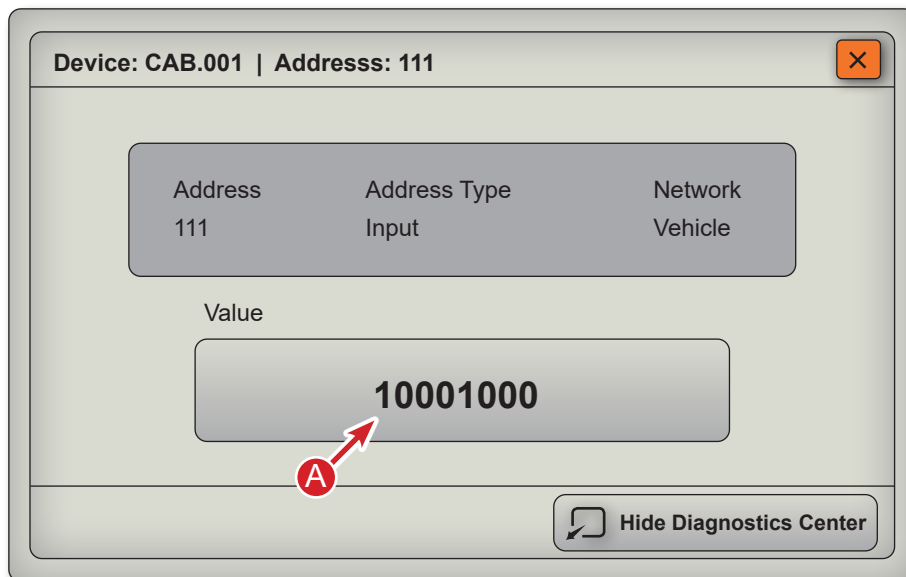 Device: CAB.001 | Addresss: 111
Address Address Type Network
111 Input Vehicle
Value
10001000
A
Hide Diagnostics Center